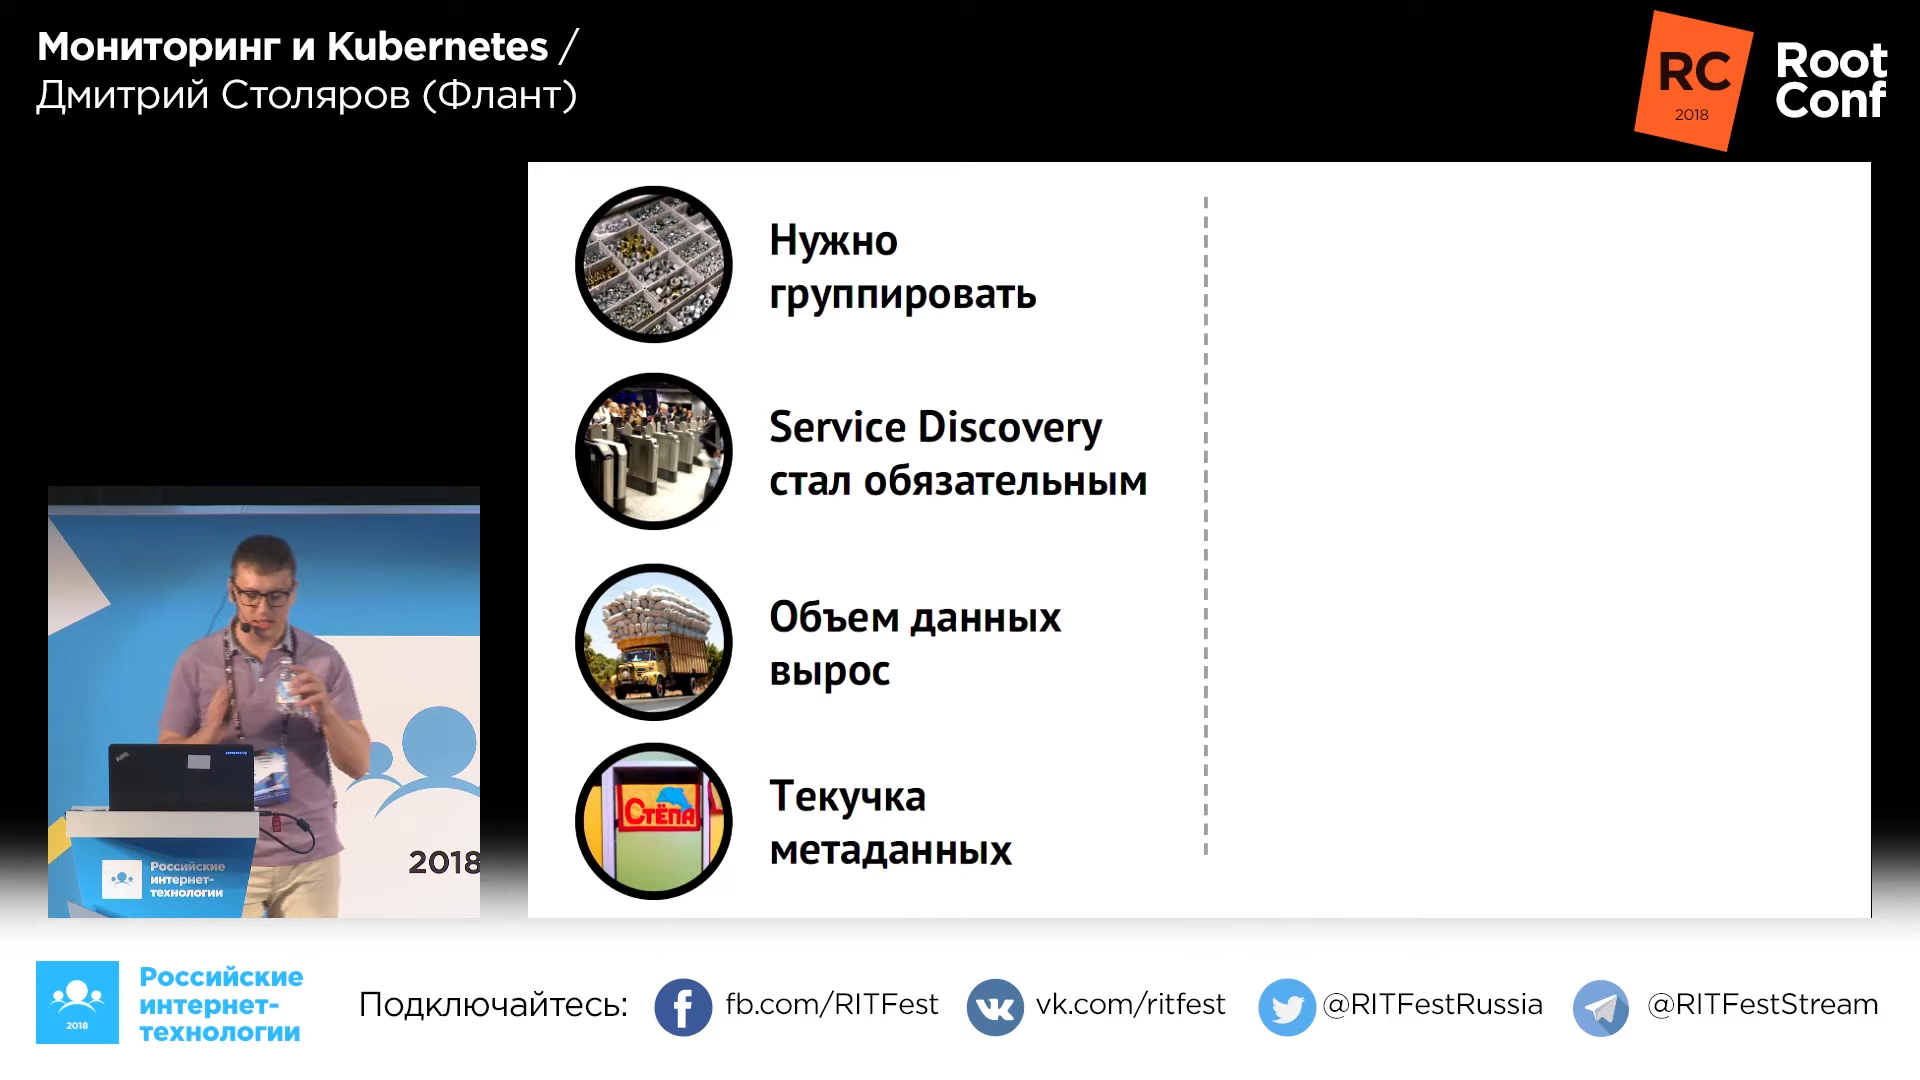 Мониторинг и Kubernetes /
Дмитрий Столяров (Флант)
RC
2018
Root
Conf
Нужно
группировать
Service Discovery
стал обязательным
Объем данных
вырос
СТЁПА
Текучка
метаданных
2018
Российские
интернет-
технологии
2018
Российские
интернет-
технологии
Подключайтесь:
fb.com/RITFest
vk.com/ritfest
@RITFestRussia
@RITFestStream